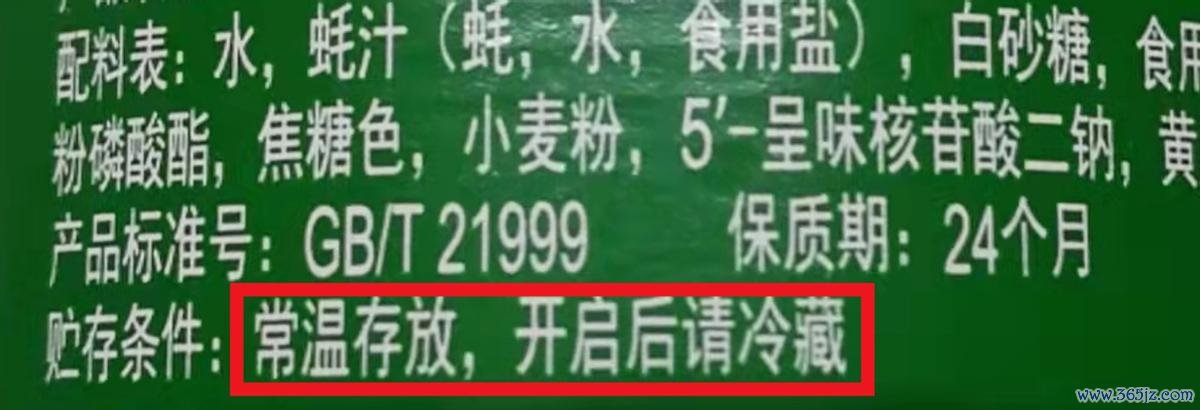 配料表：水，蚝汁（蚝，水，食用盐），白砂糖，食用
粉磷酸酯，焦糖色，小麦粉，5′-呈味核苷酸二钠，黄
产品标准号：GB/T 21999 保质期：24个月
贮存条件：常温存放，开启后请冷藏
www.365jz.com